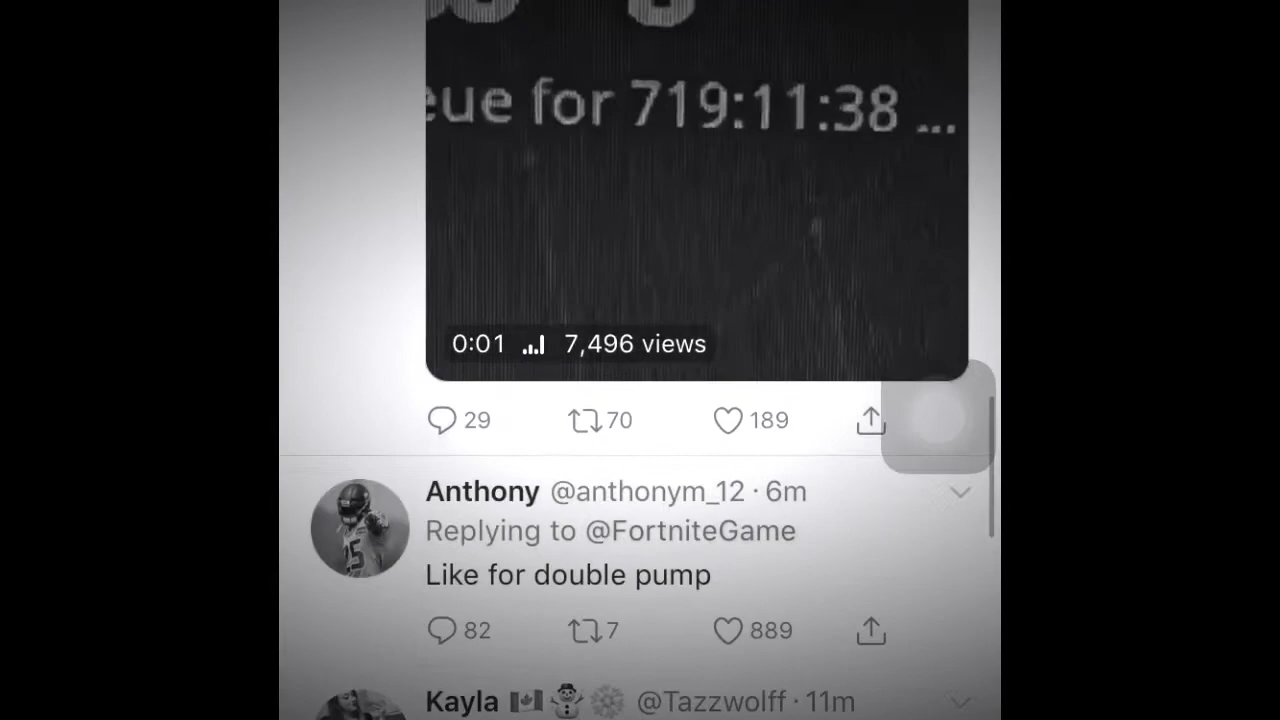 eue for 719:11:38 ...
0:01 7,496 views
29 70 189
Anthony @anthonym_12 · 6m
Replying to @FortniteGame
Like for double pump
82 7 889
Kayla 🇨🇦⛄❄️ @Tazzwolff · 11m